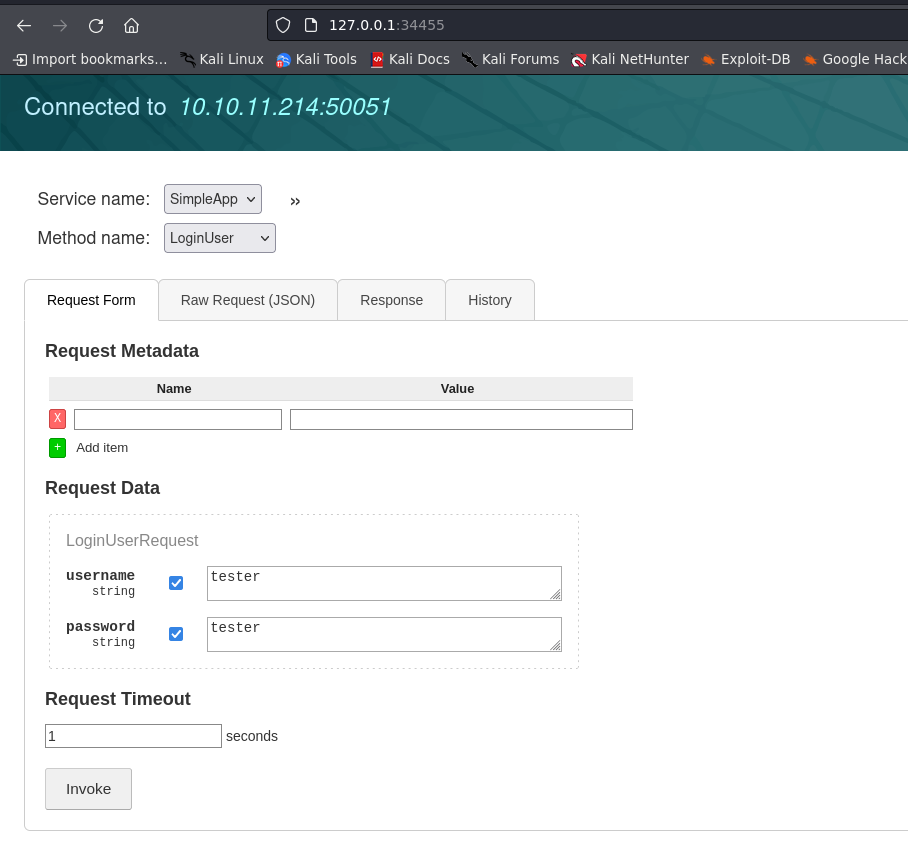 127.0.0.1:34455
Import bookmarks... Kali Linux Kali Tools Kali Docs Kali Forums Kali NetHunter Exploit-DB Google Hack
Connected to 10.10.11.214:50051
Service name: SimpleApp »
Method name: LoginUser
Request Form Raw Request (JSON) Response History
Request Metadata
Name Value
X
+ Add item
Request Data
LoginUserRequest
username tester
string
password tester
string
Request Timeout
1 seconds
Invoke